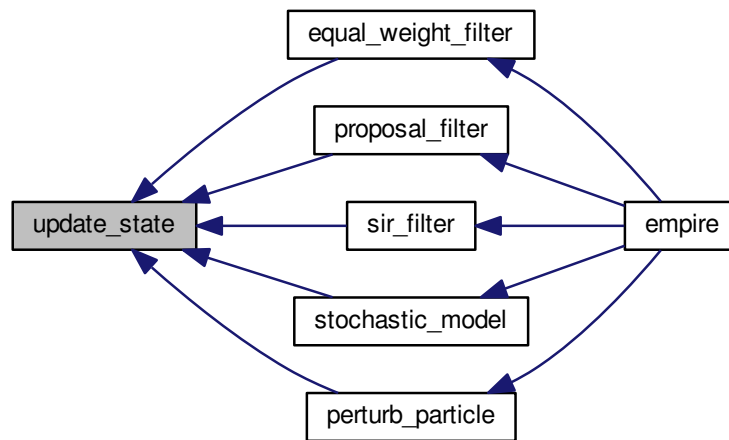 equal_weight_filter
proposal_filter
update_state
sir_filter
empire
stochastic_model
perturb_particle